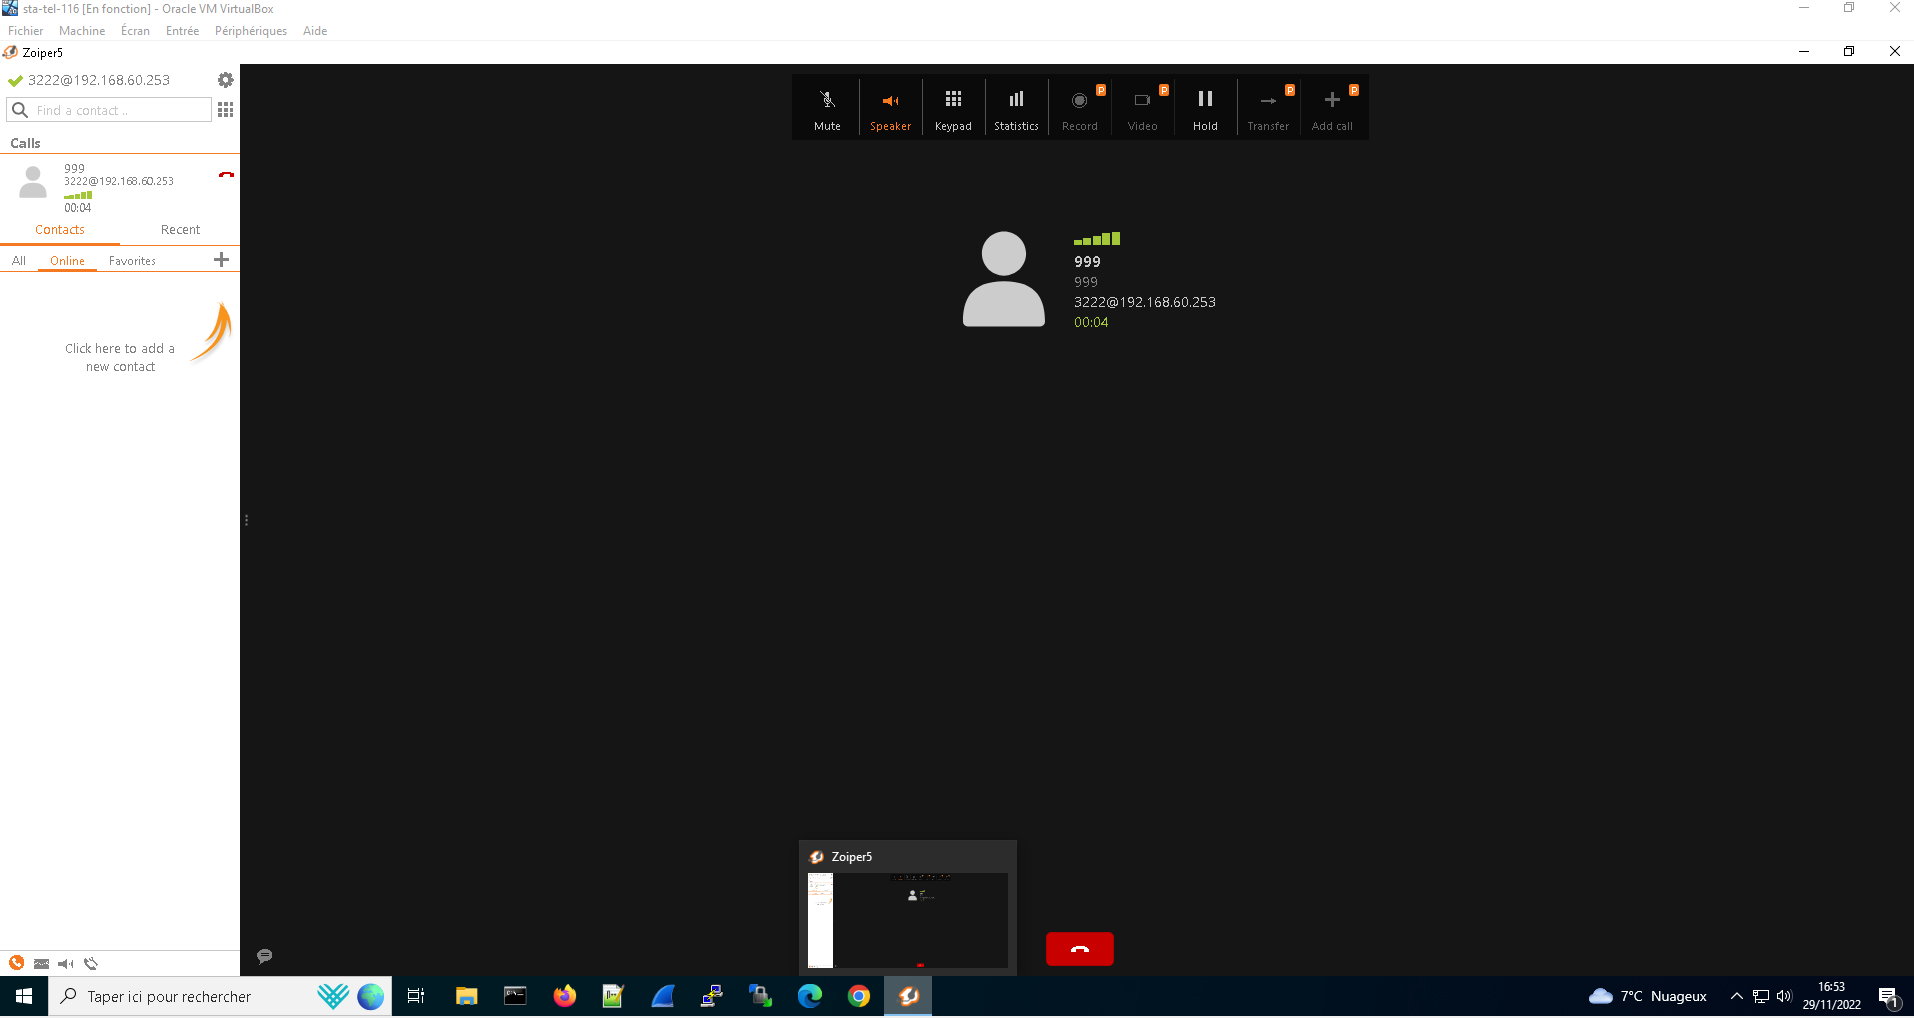 sta-tel-116 [En fonction] - Oracle VM VirtualBox
Fichier Machine Écran Entrée Périphériques Aide
Zoiper5
3222@192.168.60.253
Find a contact ..
Calls
999
3222@192.168.60.253
00:04
Contacts Recent
All Online Favorites
Click here to add a
new contact
Mute Speaker Keypad Statistics Record Video Hold Transfer Add call
P P P P
999
999
3222@192.168.60.253
00:04
Zoiper5
Taper ici pour rechercher
7°C Nuageux
16:53
29/11/2022
1